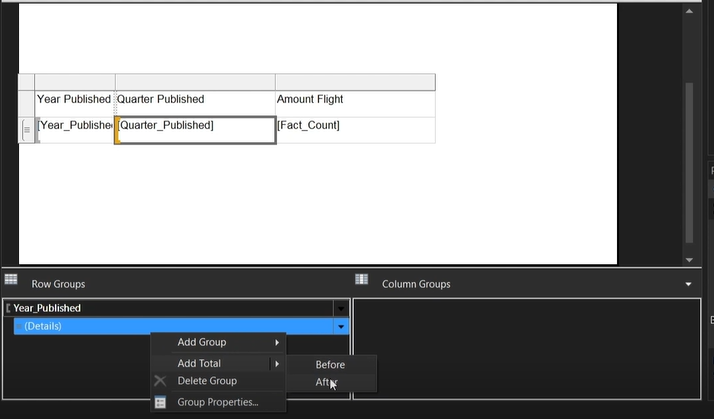 Year Published Quarter Published Amount Flight
[Year_Publishe [Quarter_Published] [Fact_Count]
Row Groups Column Groups
Year_Published
(Details)
Add Group
Add Total Before
Delete Group After
Group Properties...